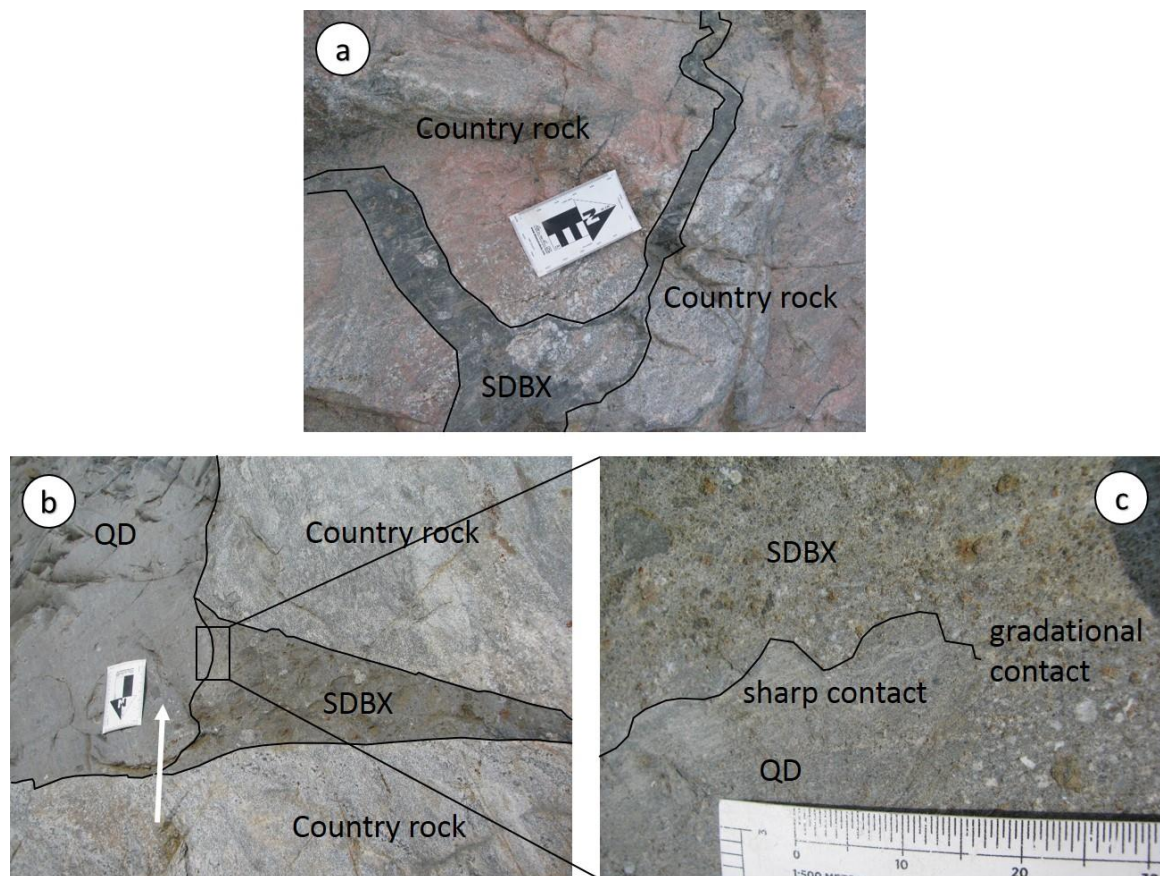 a
Country rock
N
Country rock
SDBX
b
QD
Country rock
SDBX
Country rock
c
SDBX
gradational
contact
sharp contact
QD
3
0
10
20